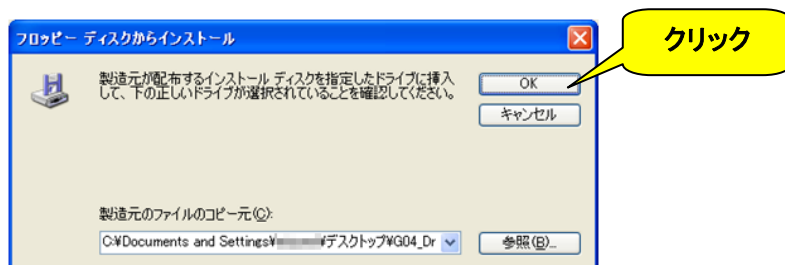 フロッピー ディスクからインストール
クリック
製造元が配布するインストール ディスクを指定したドライブに挿入
して、下の正しいドライブが選択されていることを確認してください。
OK
キャンセル
製造元のファイルのコピー元(C):
C:¥Documents and Settings¥ ¥デスクトップ¥G04_Dr
参照(B)...